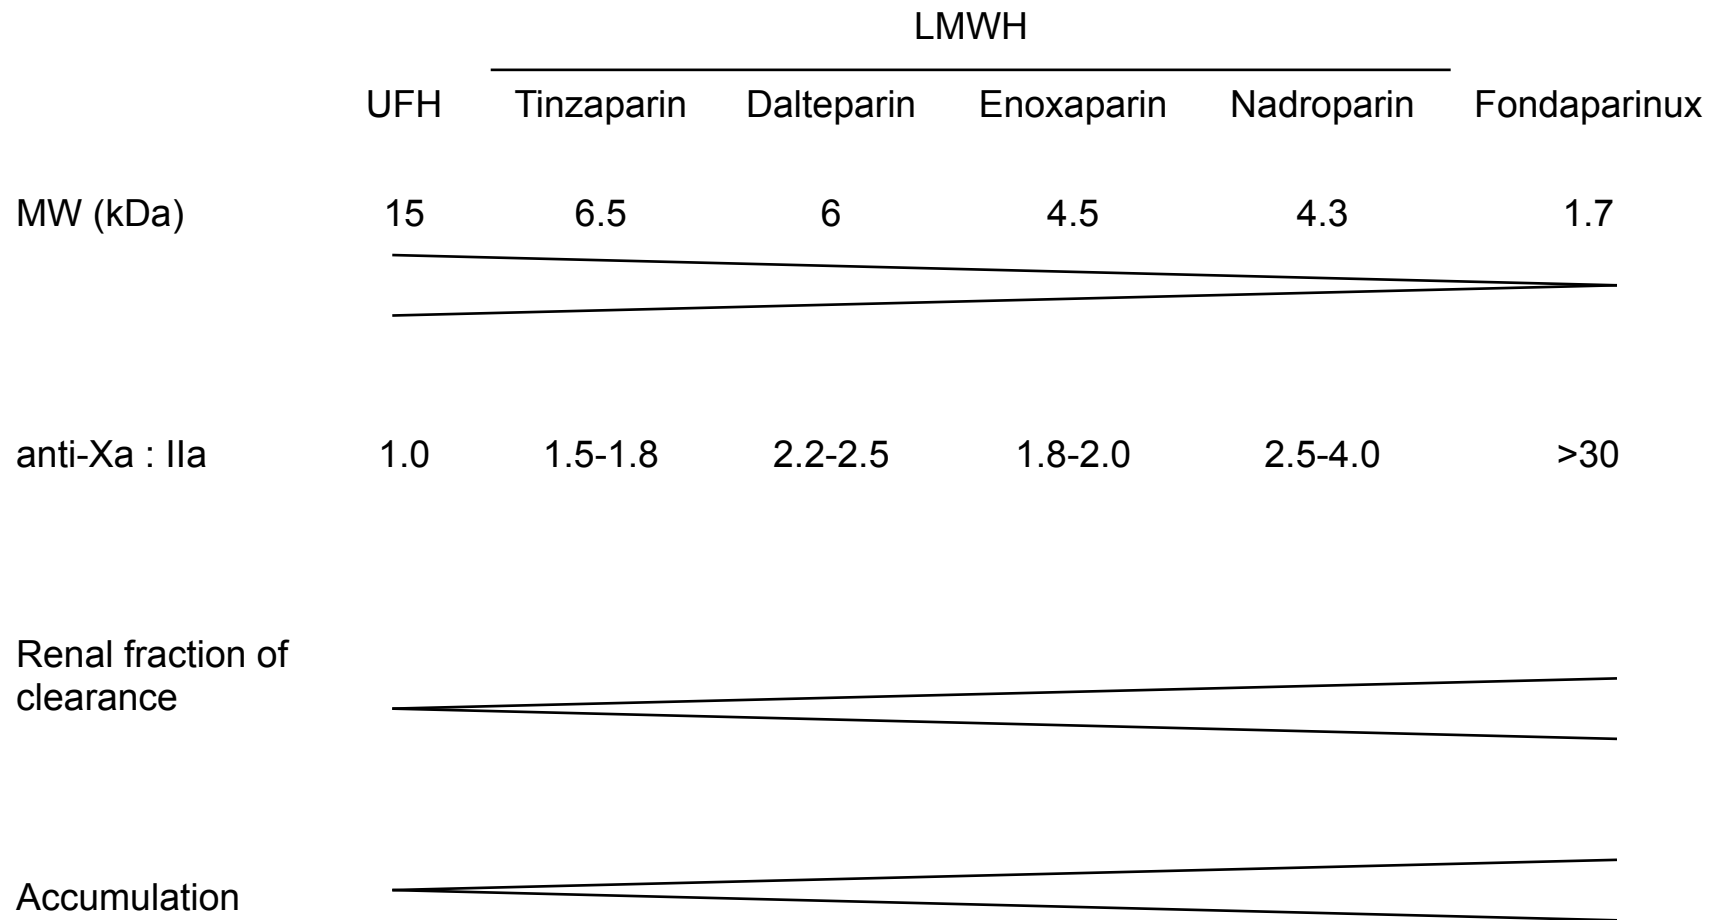 LMWH
UFH Tinzaparin Dalteparin Enoxaparin Nadroparin Fondaparinux
MW (kDa) 15 6.5 6 4.5 4.3 1.7
anti-Xa : IIa 1.0 1.5-1.8 2.2-2.5 1.8-2.0 2.5-4.0 >30
Renal fraction of
clearance
Accumulation